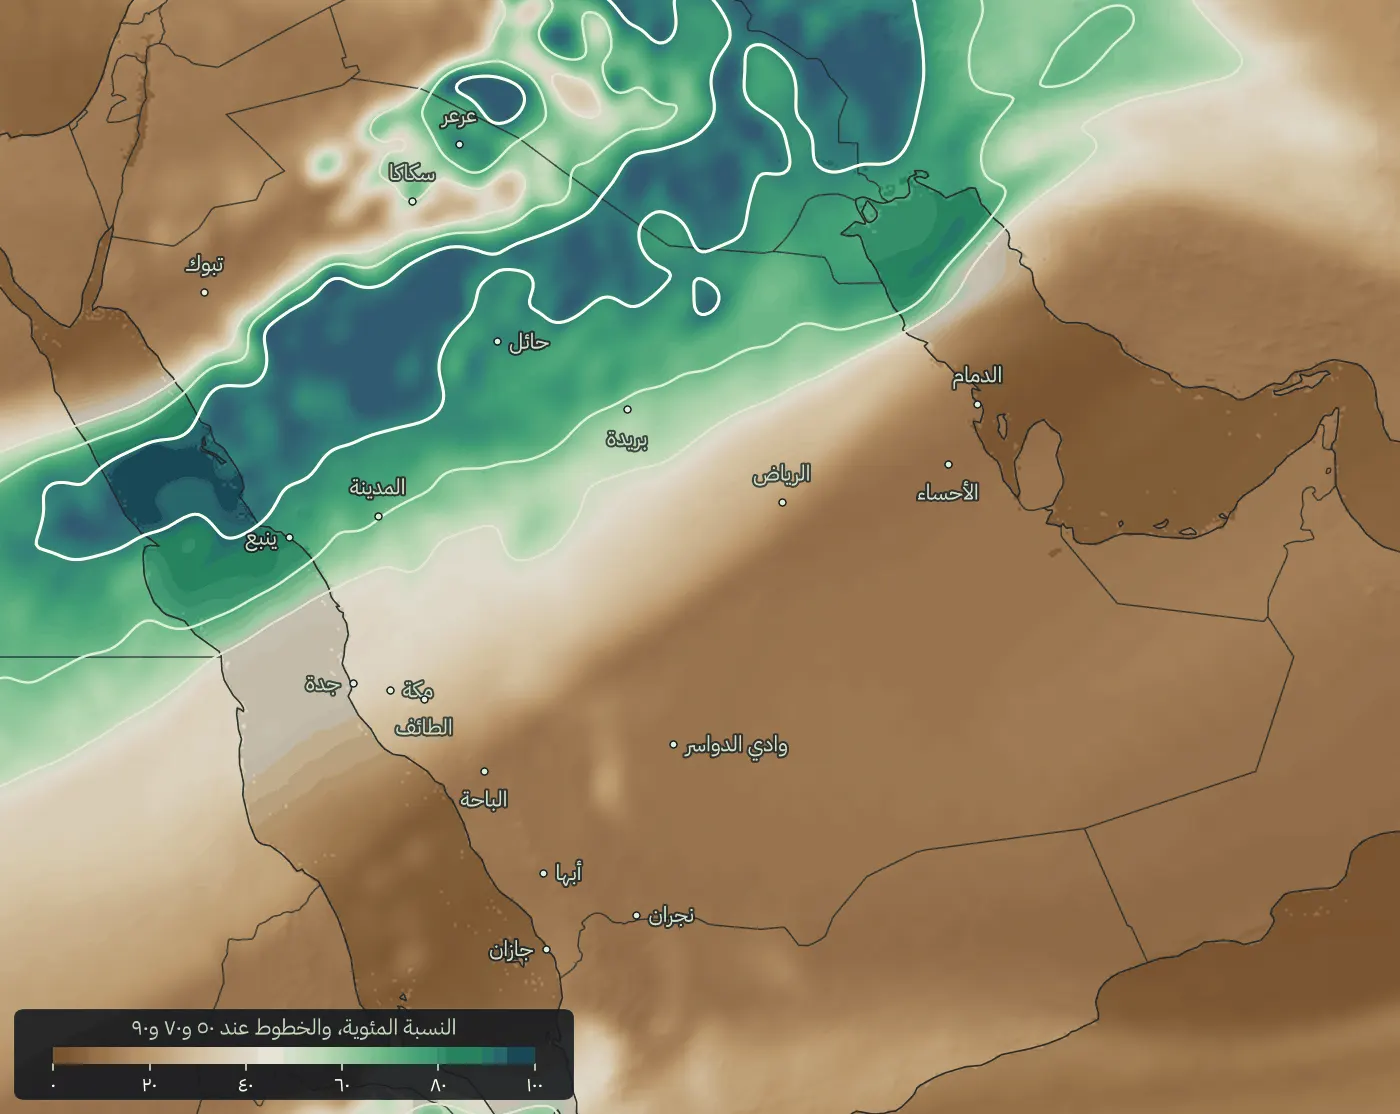 عرعر
سكاكا
تبوك
حائل
الدمام
بريدة
الرياض
المدينة
الأحساء
ينبع
جدة
مكة
الطائف
وادي الدواسر
الباحة
أبها
نجران
جازان
النسبة المئوية، والخطوط عند ٥٠ و٧٠ و٩٠
٠ ٢٠ ٤٠ ٦٠ ٨٠ ١٠٠